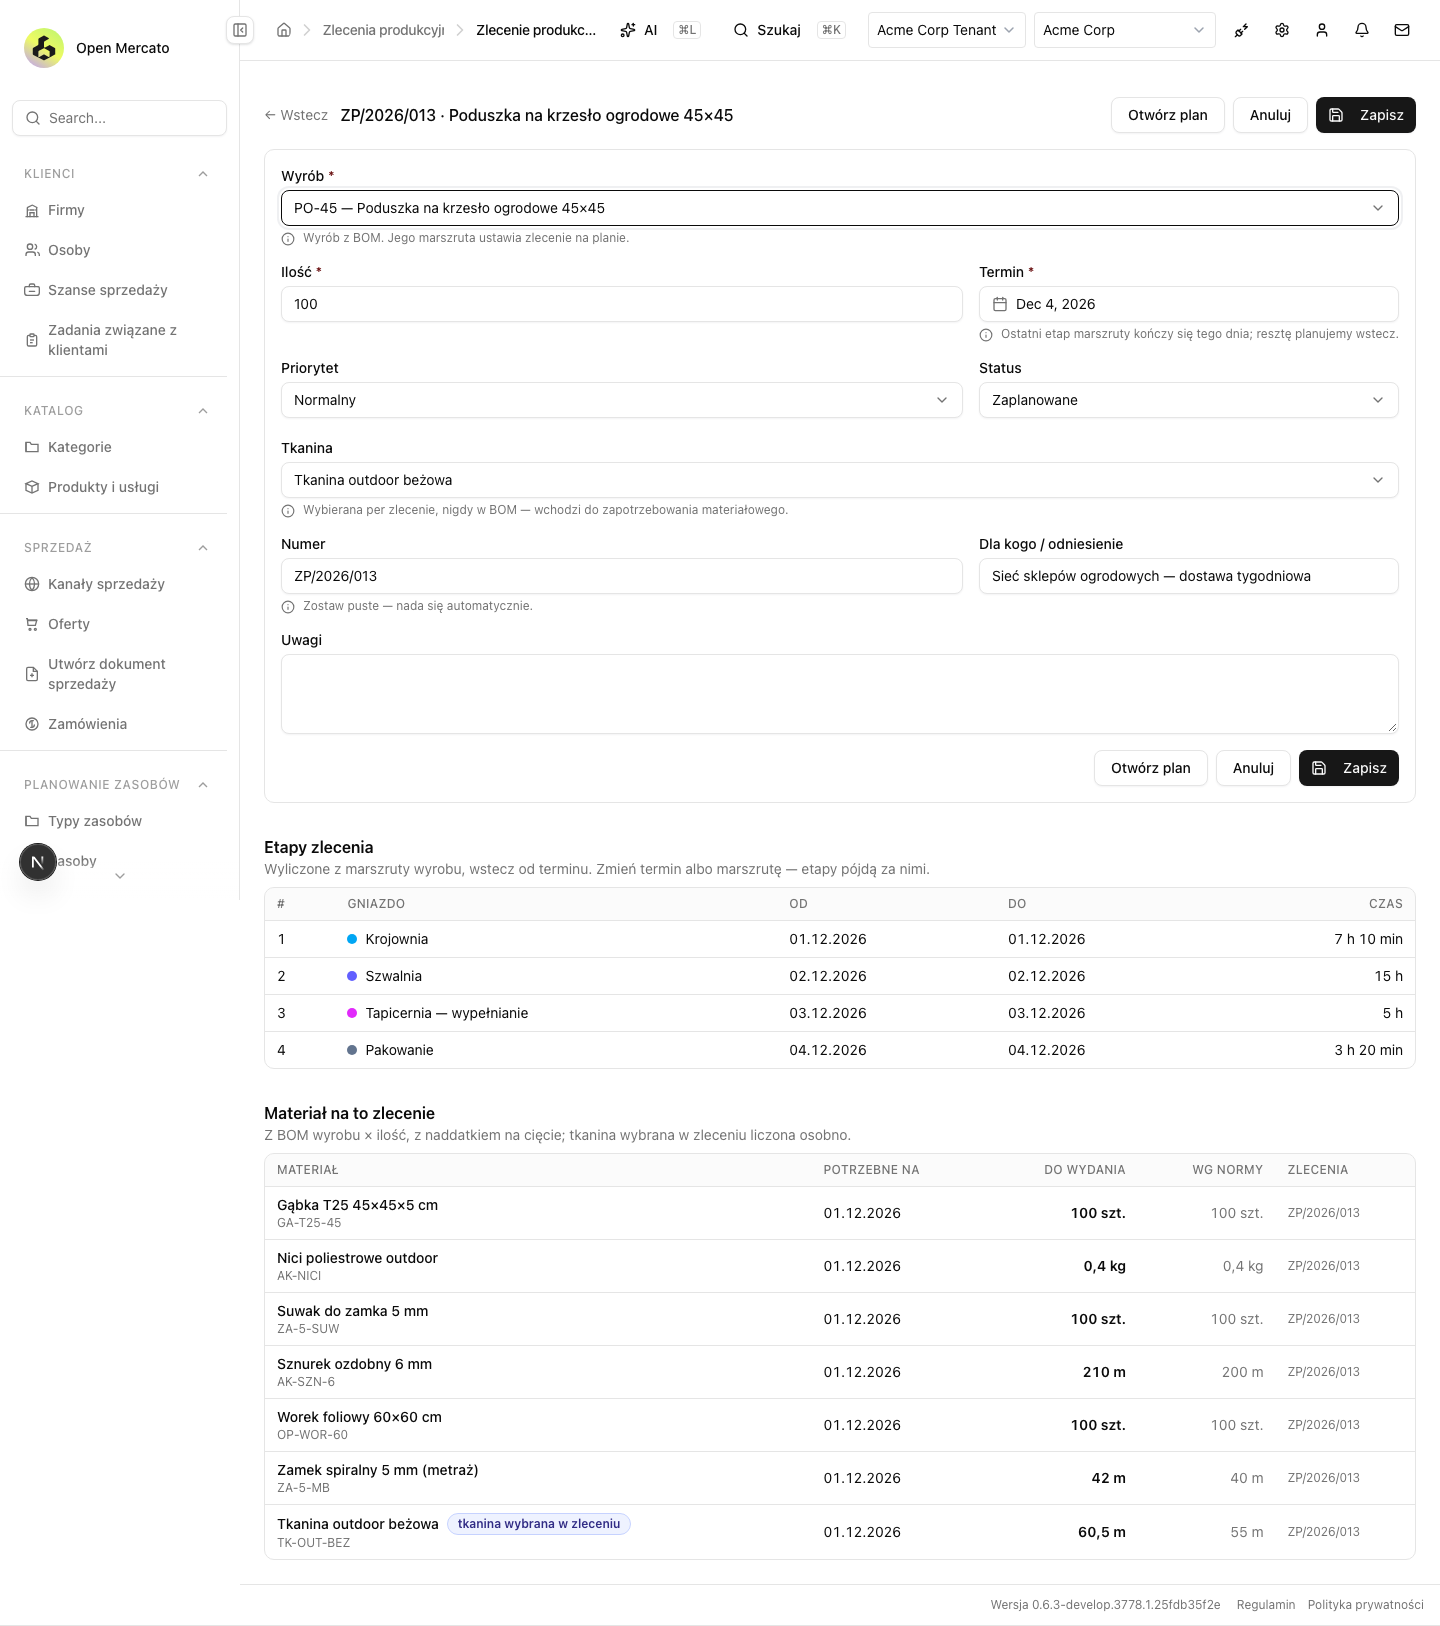 Open Mercato
Zlecenia produkcyjn
Zlecenie produkc...
AI ⌘L
Szukaj ⌘K
Acme Corp Tenant
Acme Corp
Search...
KLIENCI
Firmy
Osoby
Szanse sprzedaży
Zadania związane z
klientami
KATALOG
Kategorie
Produkty i usługi
SPRZEDAŻ
Kanały sprzedaży
Oferty
Utwórz dokument
sprzedaży
Zamówienia
PLANOWANIE ZASOBÓW
Typy zasobów
asoby
N
← Wstecz ZP/2026/013 · Poduszka na krzesło ogrodowe 45×45
Otwórz plan Anuluj Zapisz
Wyrób *
PO-45 — Poduszka na krzesło ogrodowe 45×45
Wyrób z BOM. Jego marszruta ustawia zlecenie na planie.
Ilość * Termin *
100 Dec 4, 2026
Ostatni etap marszruty kończy się tego dnia; resztę planujemy wstecz.
Priorytet Status
Normalny Zaplanowane
Tkanina
Tkanina outdoor beżowa
Wybierana per zlecenie, nigdy w BOM — wchodzi do zapotrzebowania materiałowego.
Numer Dla kogo / odniesienie
ZP/2026/013 Sieć sklepów ogrodowych — dostawa tygodniowa
Zostaw puste — nada się automatycznie.
Uwagi
Otwórz plan Anuluj Zapisz
Etapy zlecenia
Wyliczone z marszruty wyrobu, wstecz od terminu. Zmień termin albo marszrutę — etapy pójdą za nimi.
# GNIAZDO OD DO CZAS
1 Krojownia 01.12.2026 01.12.2026 7 h 10 min
2 Szwalnia 02.12.2026 02.12.2026 15 h
3 Tapicernia — wypełnianie 03.12.2026 03.12.2026 5 h
4 Pakowanie 04.12.2026 04.12.2026 3 h 20 min
Materiał na to zlecenie
Z BOM wyrobu × ilość, z naddatkiem na cięcie; tkanina wybrana w zleceniu liczona osobno.
MATERIAŁ POTRZEBNE NA DO WYDANIA WG NORMY ZLECENIA
Gąbka T25 45×45×5 cm
GA-T25-45
01.12.2026 100 szt. 100 szt. ZP/2026/013
Nici poliestrowe outdoor
AK-NICI
01.12.2026 0,4 kg 0,4 kg ZP/2026/013
Suwak do zamka 5 mm
ZA-5-SUW
01.12.2026 100 szt. 100 szt. ZP/2026/013
Sznurek ozdobny 6 mm
AK-SZN-6
01.12.2026 210 m 200 m ZP/2026/013
Worek foliowy 60×60 cm
OP-WOR-60
01.12.2026 100 szt. 100 szt. ZP/2026/013
Zamek spiralny 5 mm (metraż)
ZA-5-MB
01.12.2026 42 m 40 m ZP/2026/013
Tkanina outdoor beżowa tkanina wybrana w zleceniu
TK-OUT-BEZ
01.12.2026 60,5 m 55 m ZP/2026/013
Wersja 0.6.3-develop.3778.1.25fdb35f2e Regulamin Polityka prywatności